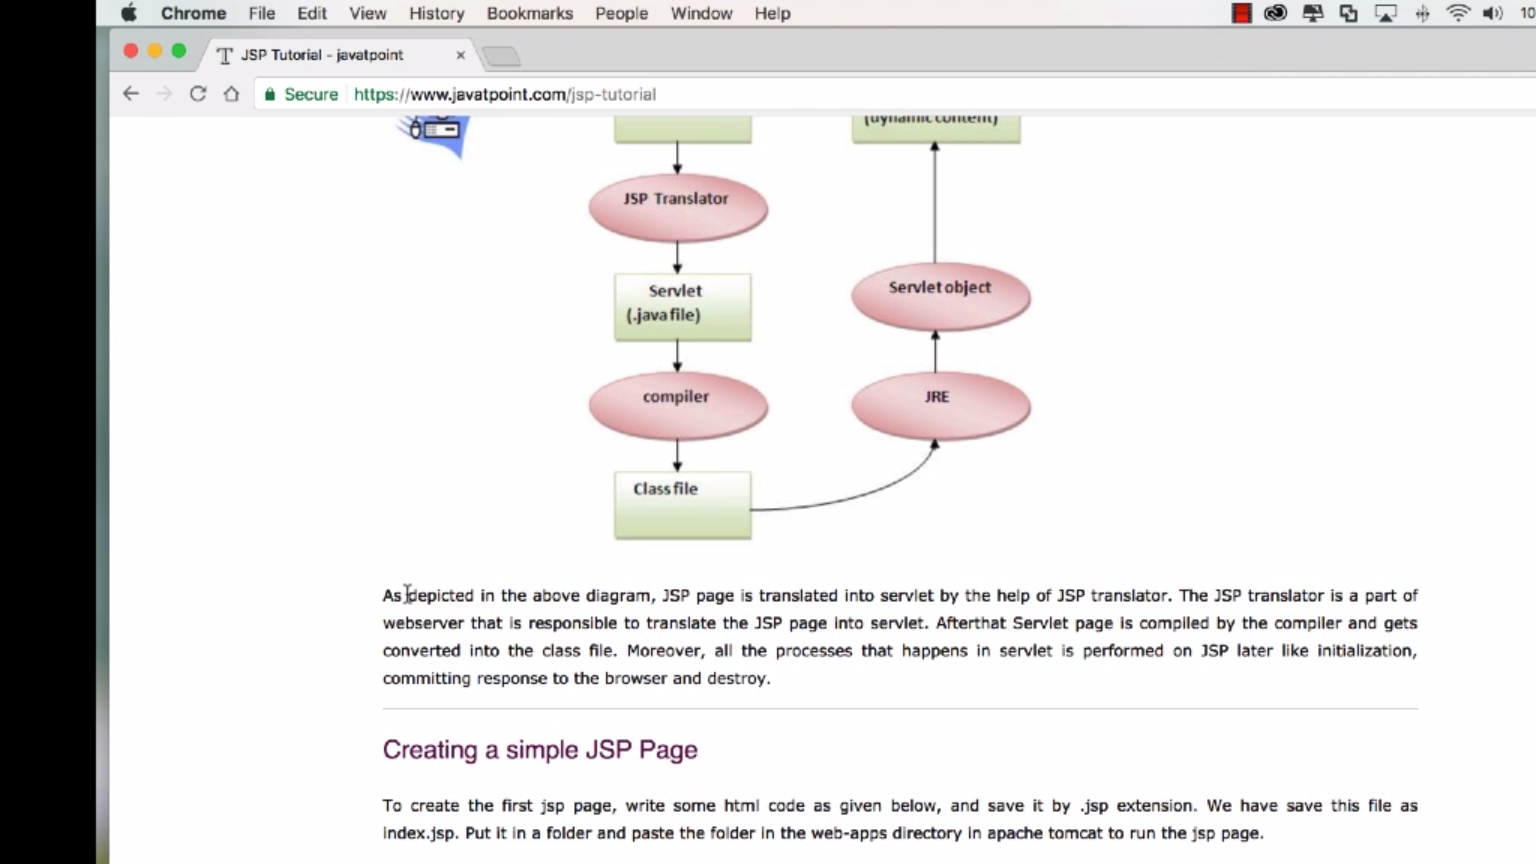 Chrome File Edit View History Bookmarks People Window Help 10
JSP Tutorial - javatpoint
Secure https://www.javatpoint.com/jsp-tutorial
(dynamic content)
JSP Translator
Servlet
(.java file)
Servlet object
compiler
JRE
Class file
As depicted in the above diagram, JSP page is translated into servlet by the help of JSP translator. The JSP translator is a part of
webserver that is responsible to translate the JSP page into servlet. Afterthat Servlet page is compiled by the compiler and gets
converted into the class file. Moreover, all the processes that happens in servlet is performed on JSP later like initialization,
committing response to the browser and destroy.
Creating a simple JSP Page
To create the first jsp page, write some html code as given below, and save it by .jsp extension. We have save this file as
index.jsp. Put it in a folder and paste the folder in the web-apps directory in apache tomcat to run the jsp page.